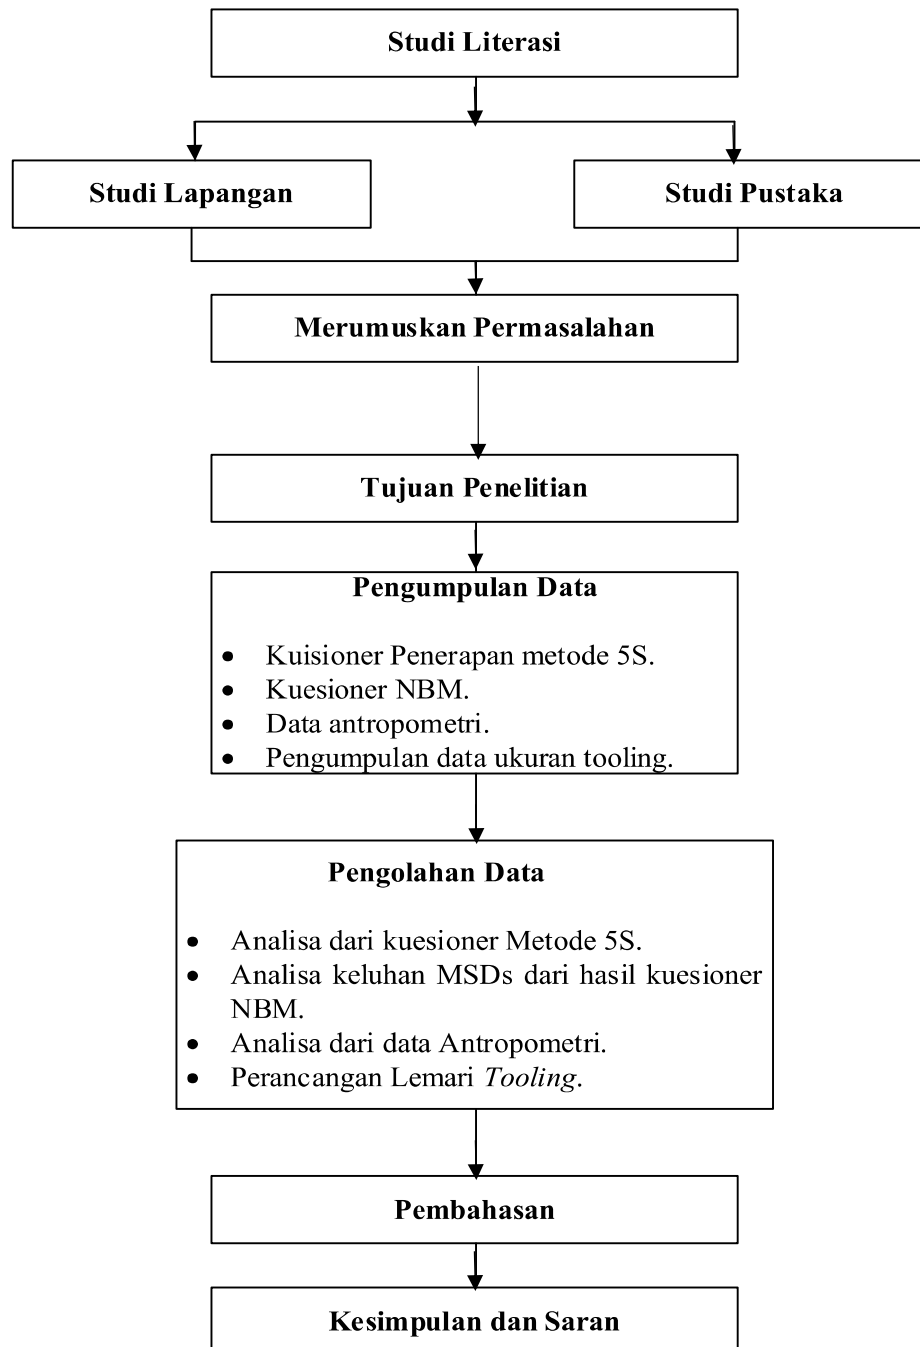 Studi Literasi
Studi Lapangan
Studi Pustaka
Merumuskan Permasalahan
Tujuan Penelitian
Pengumpulan Data
• Kuisioner Penerapan metode 5S.
• Kuesioner NBM.
• Data antropometri.
• Pengumpulan data ukuran tooling.
Pengolahan Data
• Analisa dari kuesioner Metode 5S.
• Analisa keluhan MSDs dari hasil kuesioner
NBM.
• Analisa dari data Antropometri.
• Perancangan Lemari Tooling.
Pembahasan
Kesimpulan dan Saran